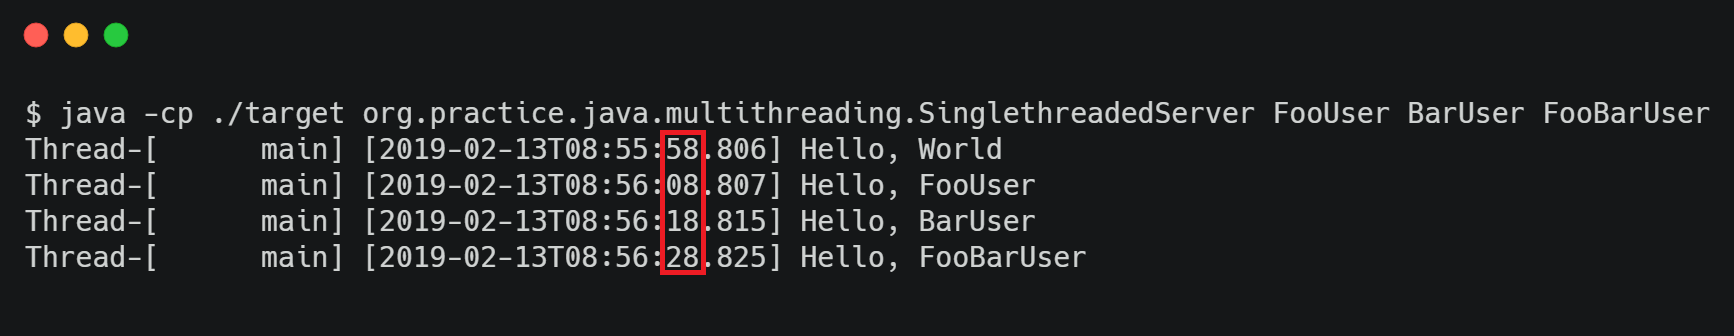 $ java -cp ./target org.practice.java.multithreading.SinglethreadedServer FooUser BarUser FooBarUser
Thread-[      main] [2019-02-13T08:55:58.806] Hello, World
Thread-[      main] [2019-02-13T08:56:08.807] Hello, FooUser
Thread-[      main] [2019-02-13T08:56:18.815] Hello, BarUser
Thread-[      main] [2019-02-13T08:56:28.825] Hello, FooBarUser